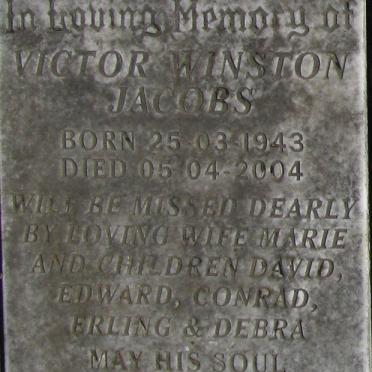 In Loving Memory of
VICTOR WINSTON
JACOBS
BORN 25-03-1943
DIED 05-04-2004
WILL BE MISSED DEARLY
BY LOVING WIFE MARIE
AND CHILDREN DAVID,
EDWARD, CONRAD,
ERLING & DEBRA
MAY HIS SOUL